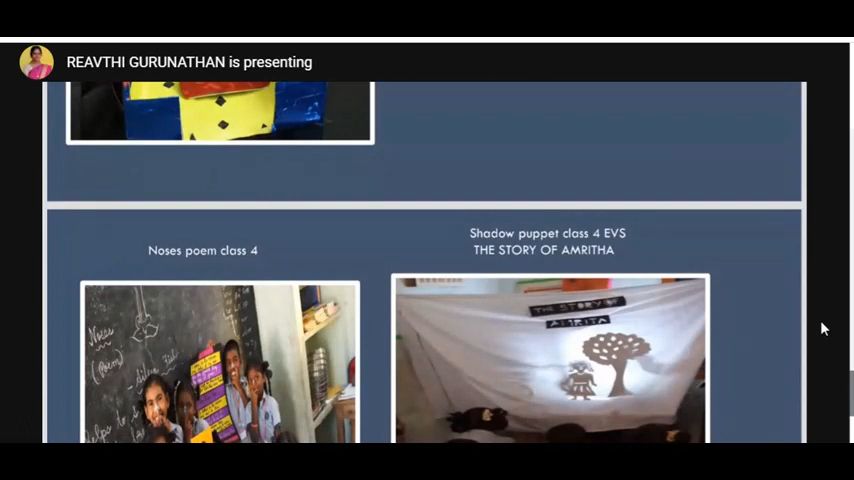 REAVTHI GURUNATHAN is presenting
Noses poem class 4
Shadow puppet class 4 EVS
THE STORY OF AMRITHA
Noses
(Poem)
THE STORY OF
AMRITA